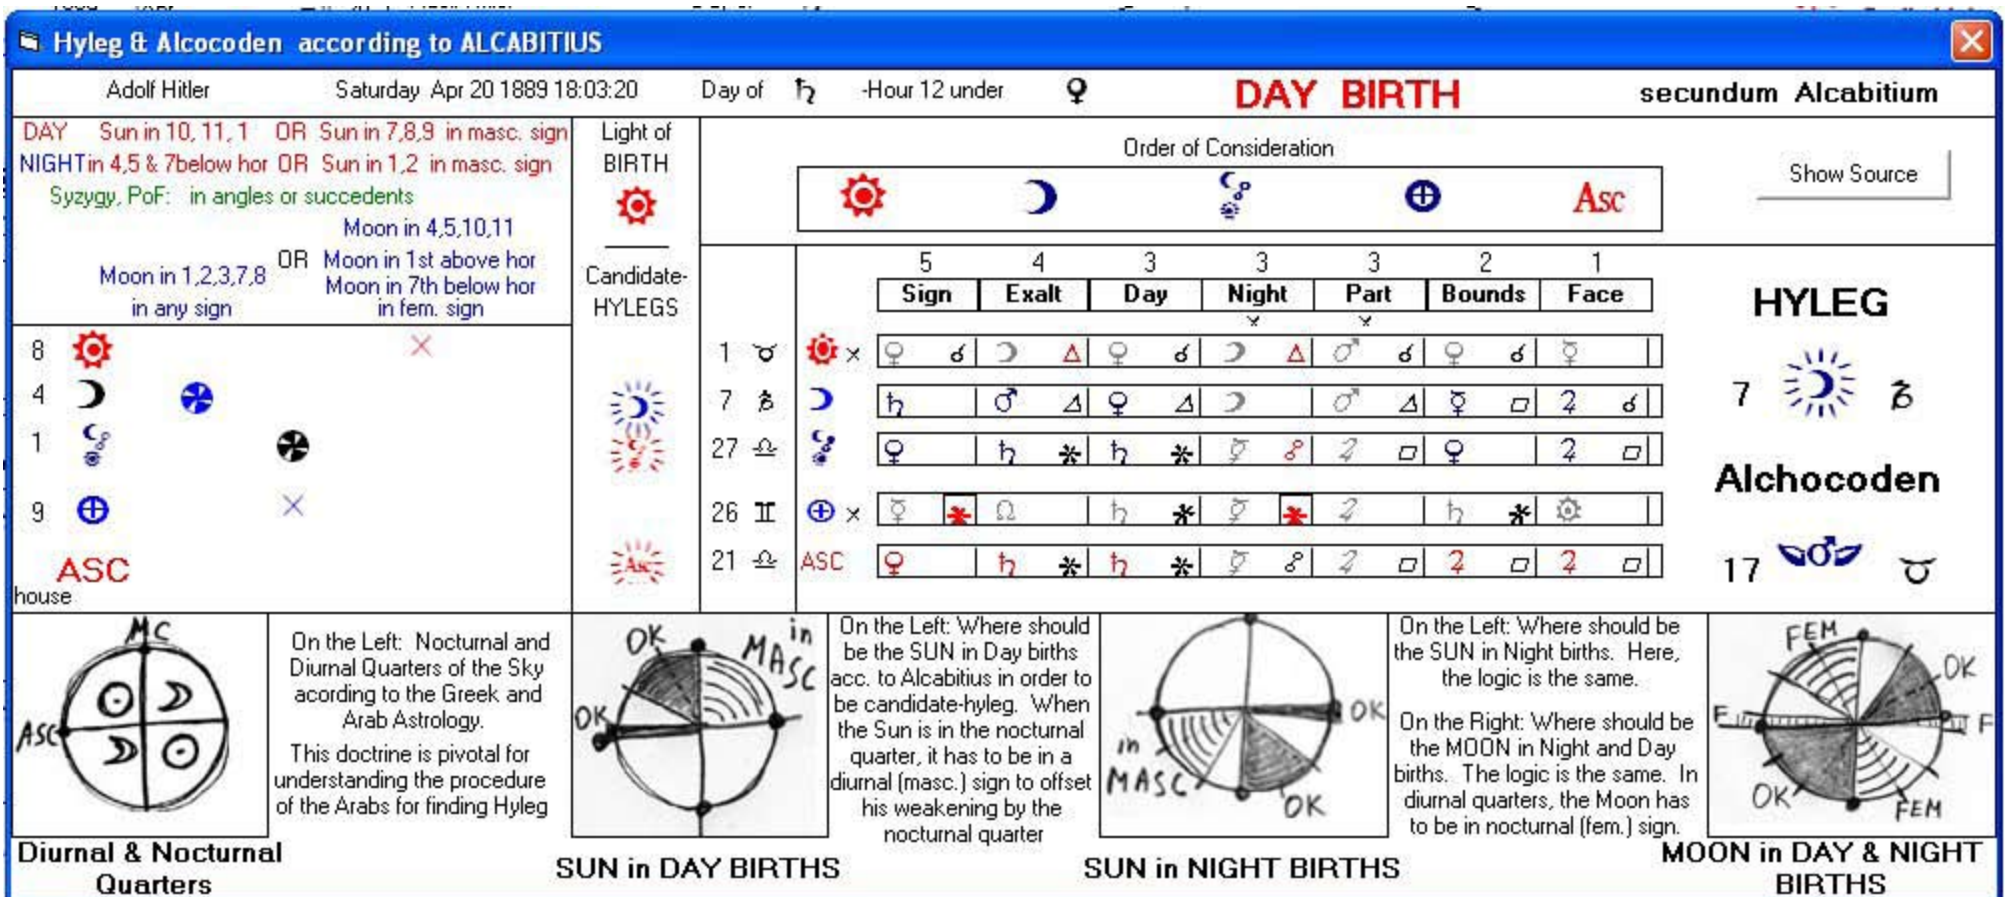 Hyleg & Alcocoden according to ALCABITIUS
Adolf Hitler Saturday Apr 20 1889 18:03:20 Day of ♄ -Hour 12 under ♀ DAY BIRTH secundum Alcabitium
DAY Sun in 10, 11, 1 OR Sun in 7,8,9 in masc. sign
NIGHT in 4,5 & 7below hor OR Sun in 1,2 in masc. sign
Syzygy, PoF: in angles or succedents
Moon in 1,2,3,7,8
in any sign
OR
Moon in 4,5,10,11
Moon in 1st above hor
Moon in 7th below hor
in fem. sign
Light of
BIRTH
Candidate-
HYLEGS
Order of Consideration
☽ ⊕ Asc
Show Source
5 4 3 3 3 2 1
Sign Exalt Day Night Part Bounds Face
8
4
1
9
ASC
house
Asc
1 ♉ × ♀ ☌ ☽ △ ♀ ☌ ☽ △ ♂ ☌ ♀ ☌ ☿
7 ♑ ☽ ♄ ♂ △ ♀ △ ☽ ♂ △ ☿ □ ♃ ☌
27 ♎ ♀ ♄ ⚹ ♄ ⚹ ☿ ☍ ♃ □ ♀ ♃ □
26 ♊ ⊕ × ☿ ⚹ ☊ ♄ ⚹ ☿ ⚹ ♃ ♄ ⚹
21 ♎ ASC ♀ ♄ ⚹ ♄ ⚹ ☿ ☍ ♃ □ ♃ □ ♃ □
HYLEG
7 ☽ ♑
Alchocoden
17 ♂ ♉
MC
ASC
Diurnal & Nocturnal
Quarters
On the Left: Nocturnal and
Diurnal Quarters of the Sky
acording to the Greek and
Arab Astrology.
This doctrine is pivotal for
understanding the procedure
of the Arabs for finding Hyleg
OK
in
MASC
OK
SUN in DAY BIRTHS
On the Left: Where should
be the SUN in Day births
acc. to Alcabitius in order to
be candidate-hyleg. When
the Sun is in the nocturnal
quarter, it has to be in a
diurnal (masc.) sign to offset
his weakening by the
nocturnal quarter
OK
in
MASC
OK
SUN in NIGHT BIRTHS
On the Left: Where should be
the SUN in Night births. Here,
the logic is the same.
On the Right: Where should be
the MOON in Night and Day
births. The logic is the same. In
diurnal quarters, the Moon has
to be in nocturnal (fem.) sign.
FEM
OK
F
F
OK
FEM
MOON in DAY & NIGHT
BIRTHS